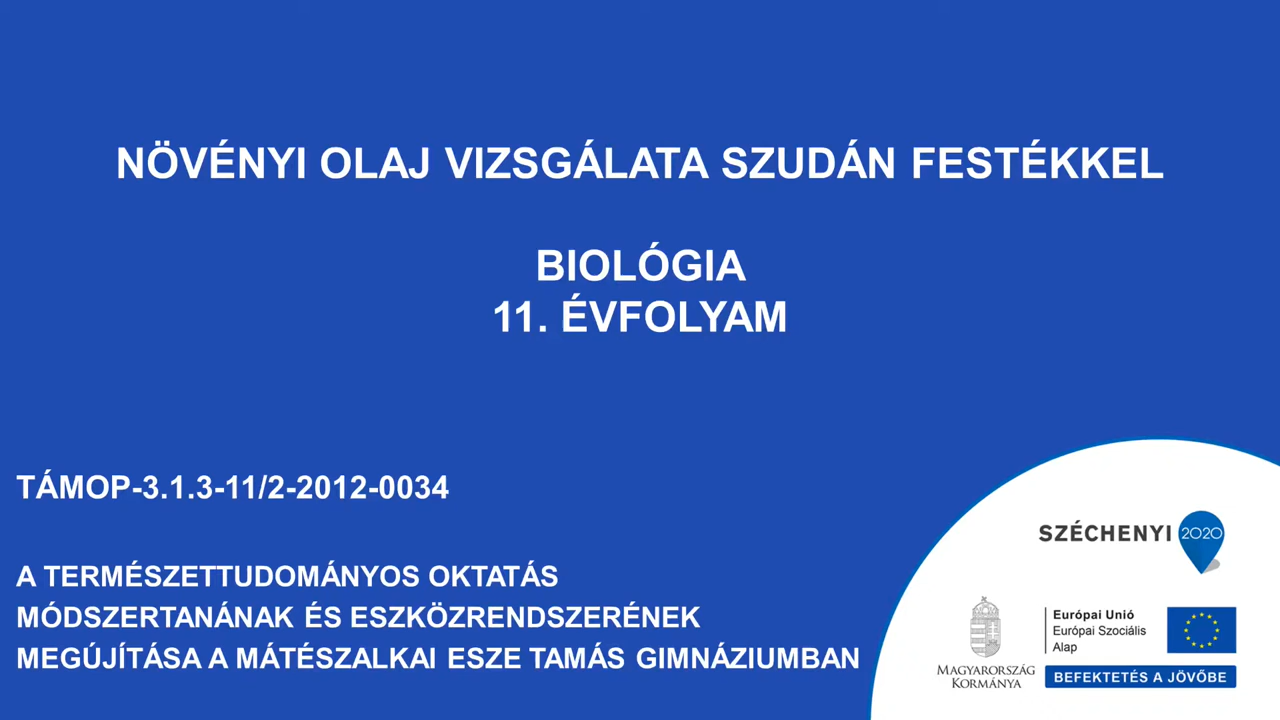 NÖVÉNYI OLAJ VIZSGÁLATA SZUDÁN FESTÉKKEL
BIOLÓGIA
11. ÉVFOLYAM
TÁMOP-3.1.3-11/2-2012-0034
A TERMÉSZETTUDOMÁNYOS OKTATÁS
MÓDSZERTANÁNAK ÉS ESZKÖZRENDSZERÉNEK
MEGÚJÍTÁSA A MÁTÉSZALKAI ESZE TAMÁS GIMNÁZIUMBAN
SZÉCHENYI 2020
MAGYARORSZÁG
KORMÁNYA
Európai Unió
Európai Szociális
Alap
BEFEKTETÉS A JÖVŐBE